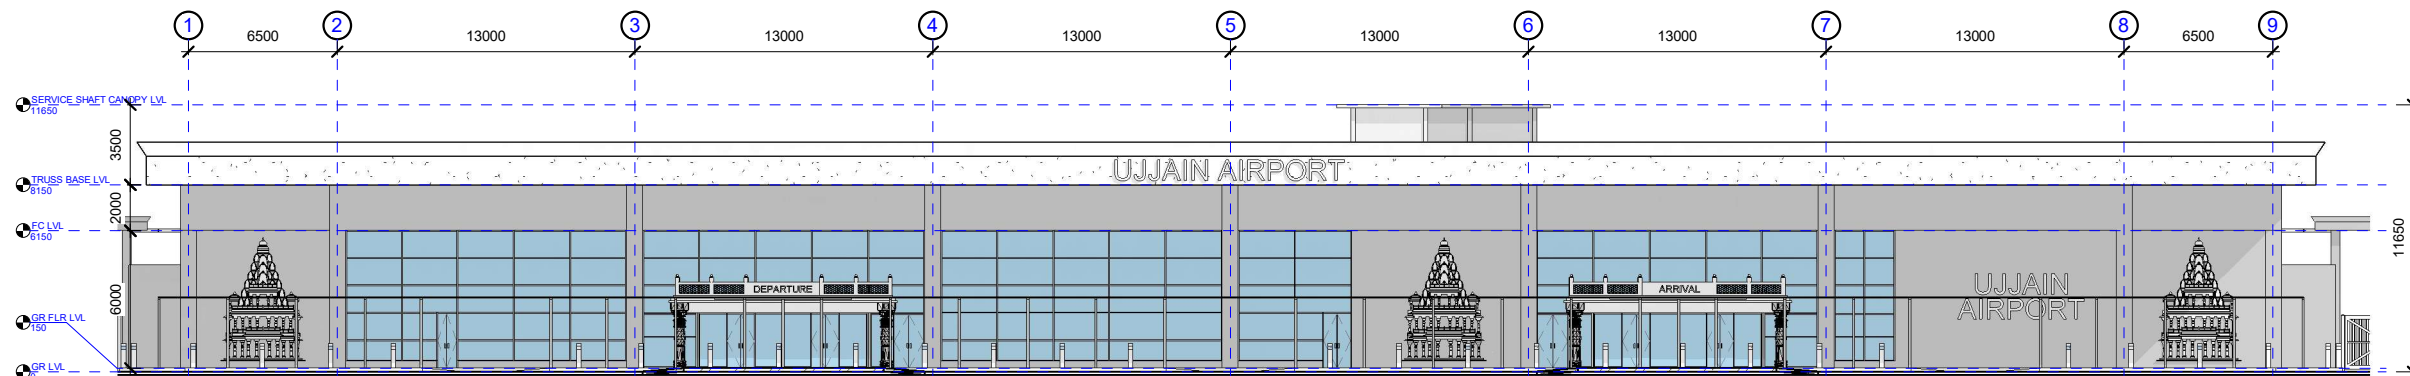 1 2 3 4 5 6 7 8 9
6500 13000 13000 13000 13000 13000 13000 6500
SERVICE SHAFT CANOPY LVL
11650
3500
UJJAIN AIRPORT
TRUSS BASE LVL
8150
2000
FC LVL
6150
11650
6000
DEPARTURE
ARRIVAL
UJJAIN
AIRPORT
GR FLR LVL
150
GR LVL